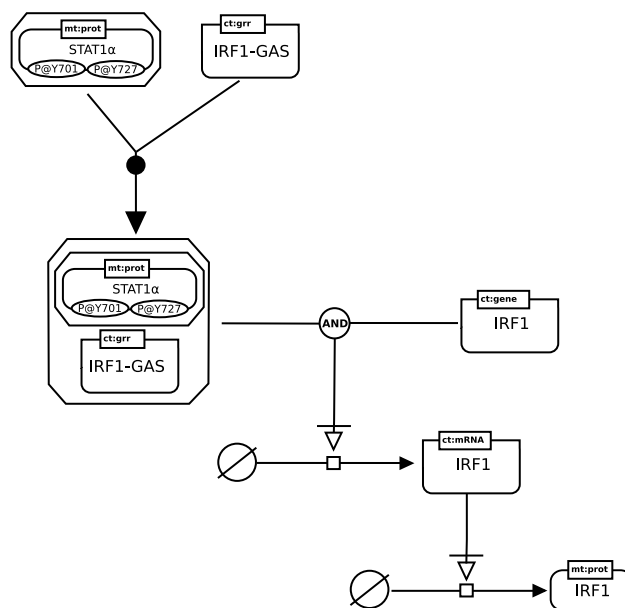 mt:prot
STAT1α
P@Y701 P@Y727
ct:grr
IRF1-GAS
mt:prot
STAT1α
P@Y701 P@Y727
ct:grr
IRF1-GAS
AND
ct:gene
IRF1
ct:mRNA
IRF1
mt:prot
IRF1